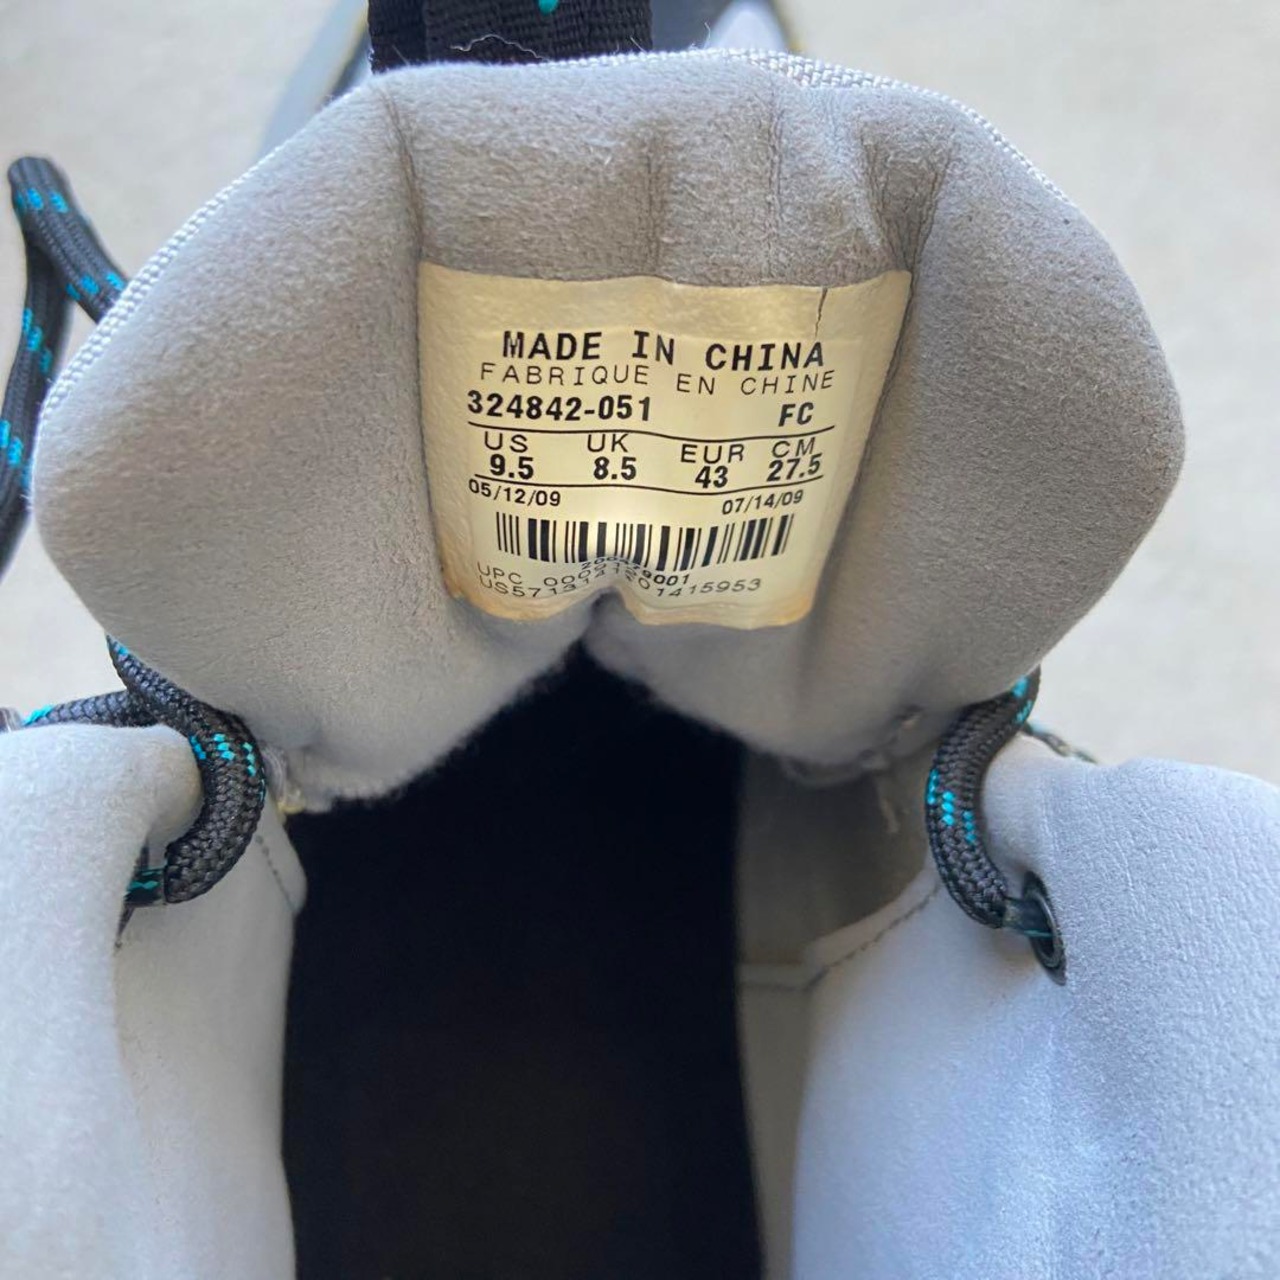 MADE IN CHINA
FABRIQUE EN CHINE
324842-051 FC
US UK EUR CM
9.5 8.5 43 27.5
05/12/09 07/14/09
UPC